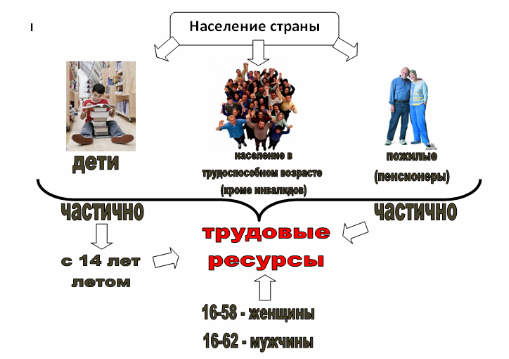 Население страны
дети
население в
трудоспособном возрасте
(кроме инвалидов)
пожилые
(пенсионеры)
частично
частично
трудовые
ресурсы
с 14 лет
летом
16-58 - женщины
16-62 - мужчины